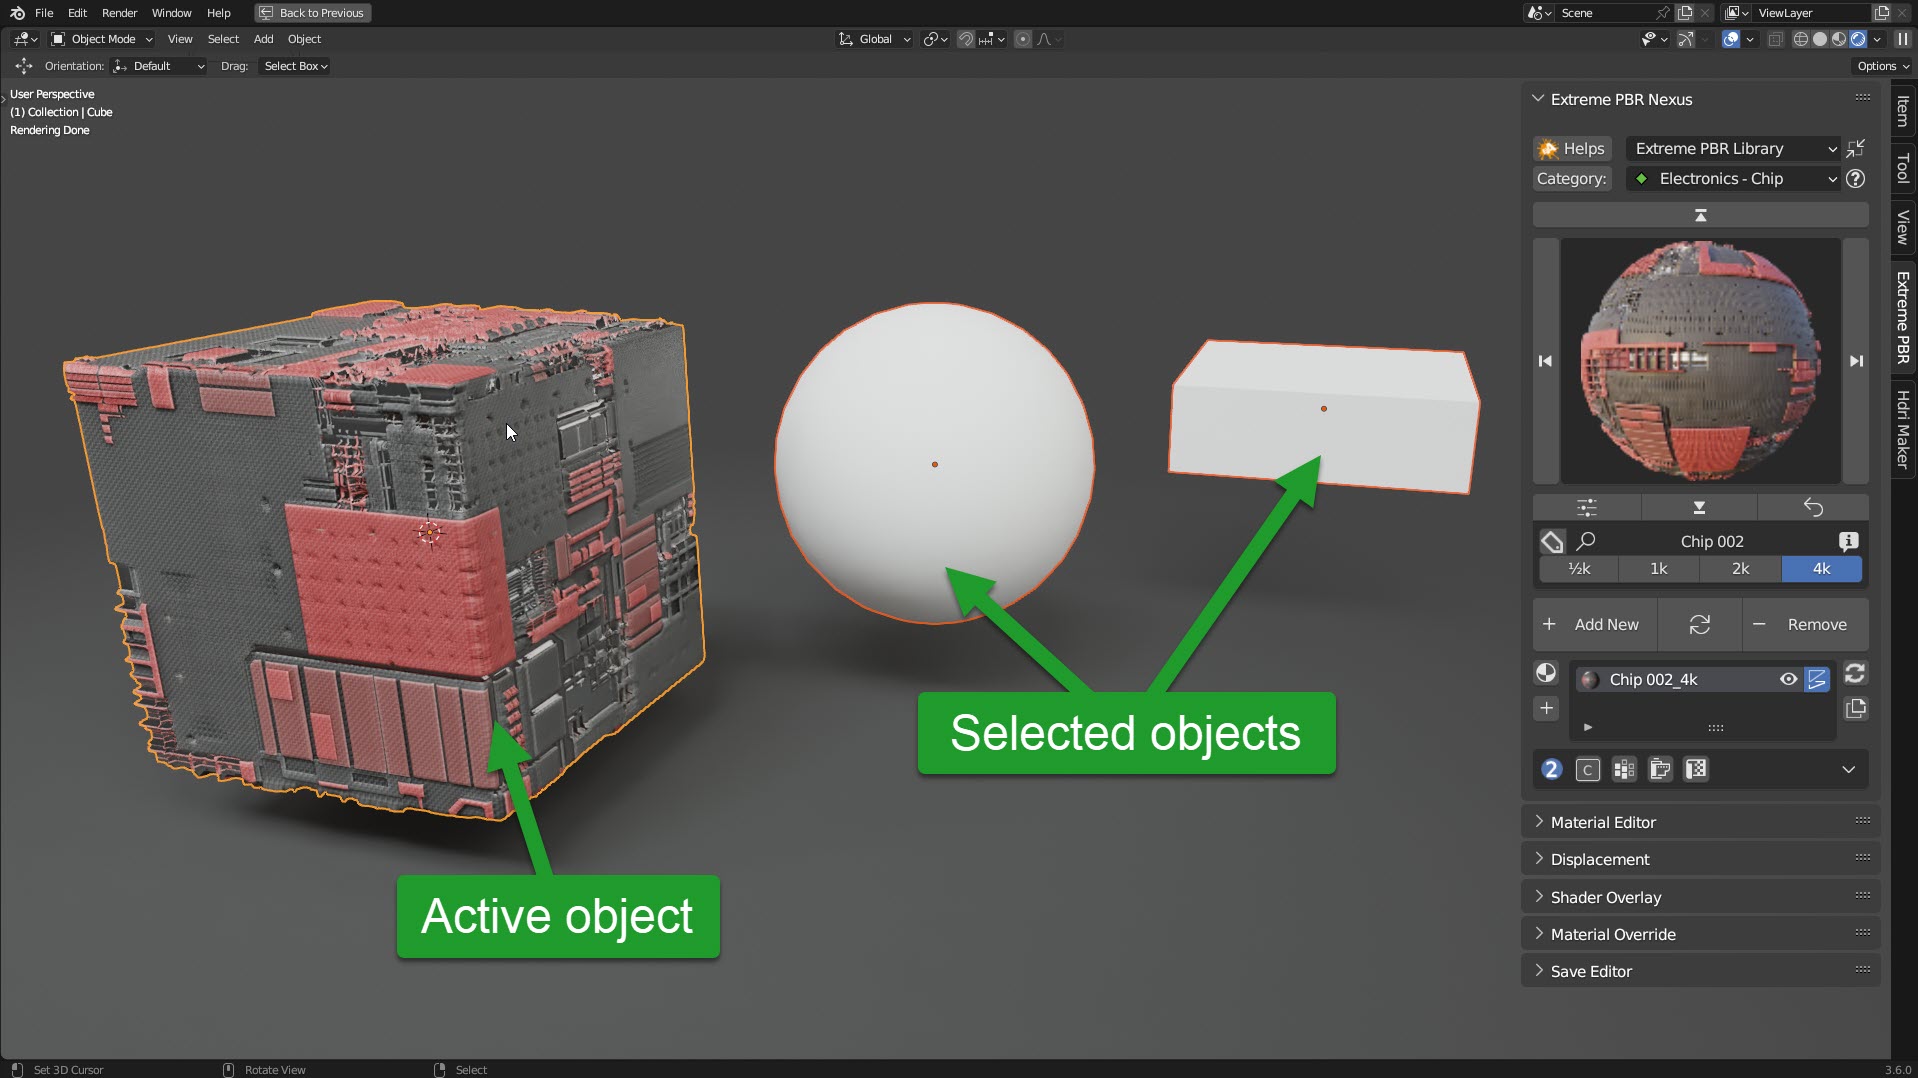 File Edit Render Window Help Back to Previous Scene ViewLayer
Object Mode View Select Add Object Global
Orientation: Default Drag: Select Box Options
User Perspective
(1) Collection | Cube
Rendering Done
Extreme PBR Nexus
Helps Extreme PBR Library
Category: Electronics - Chip
Chip 002
½k 1k 2k 4k
Add New Remove
Chip 002_4k
2 C
Material Editor
Displacement
Shader Overlay
Material Override
Save Editor
Item
Tool
View
Extreme PBR
Hdri Maker
Selected objects
Active object
Set 3D Cursor Rotate View Select 3.6.0